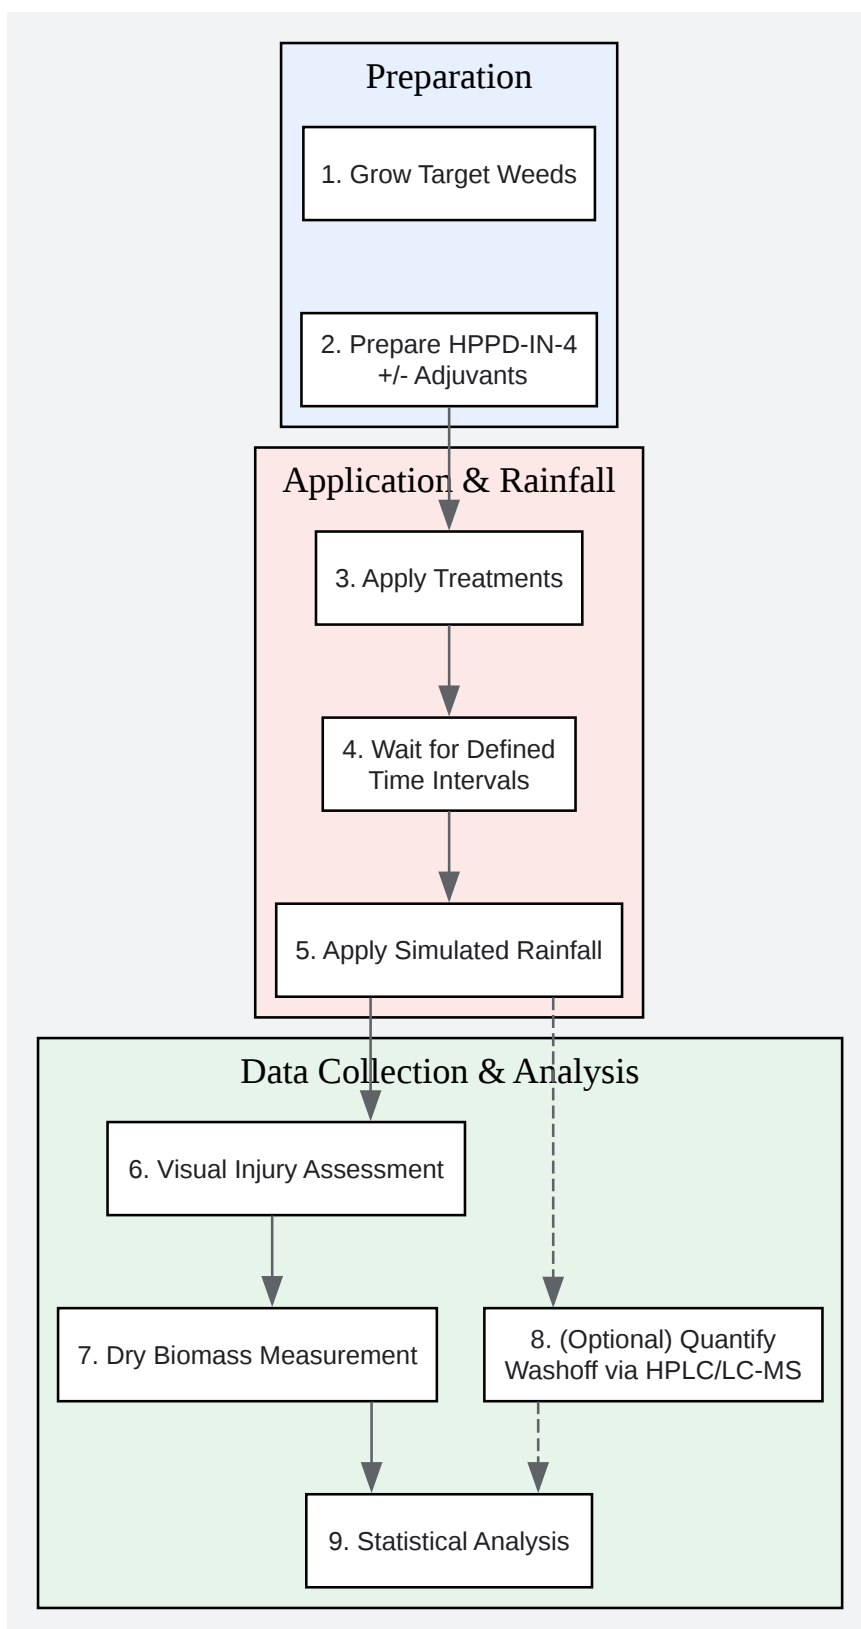 Preparation
1. Grow Target Weeds
2. Prepare HPPD-IN-4
+/- Adjuvants
Application & Rainfall
3. Apply Treatments
4. Wait for Defined
Time Intervals
5. Apply Simulated Rainfall
Data Collection & Analysis
6. Visual Injury Assessment
7. Dry Biomass Measurement
8. (Optional) Quantify
Washoff via HPLC/LC-MS
9. Statistical Analysis